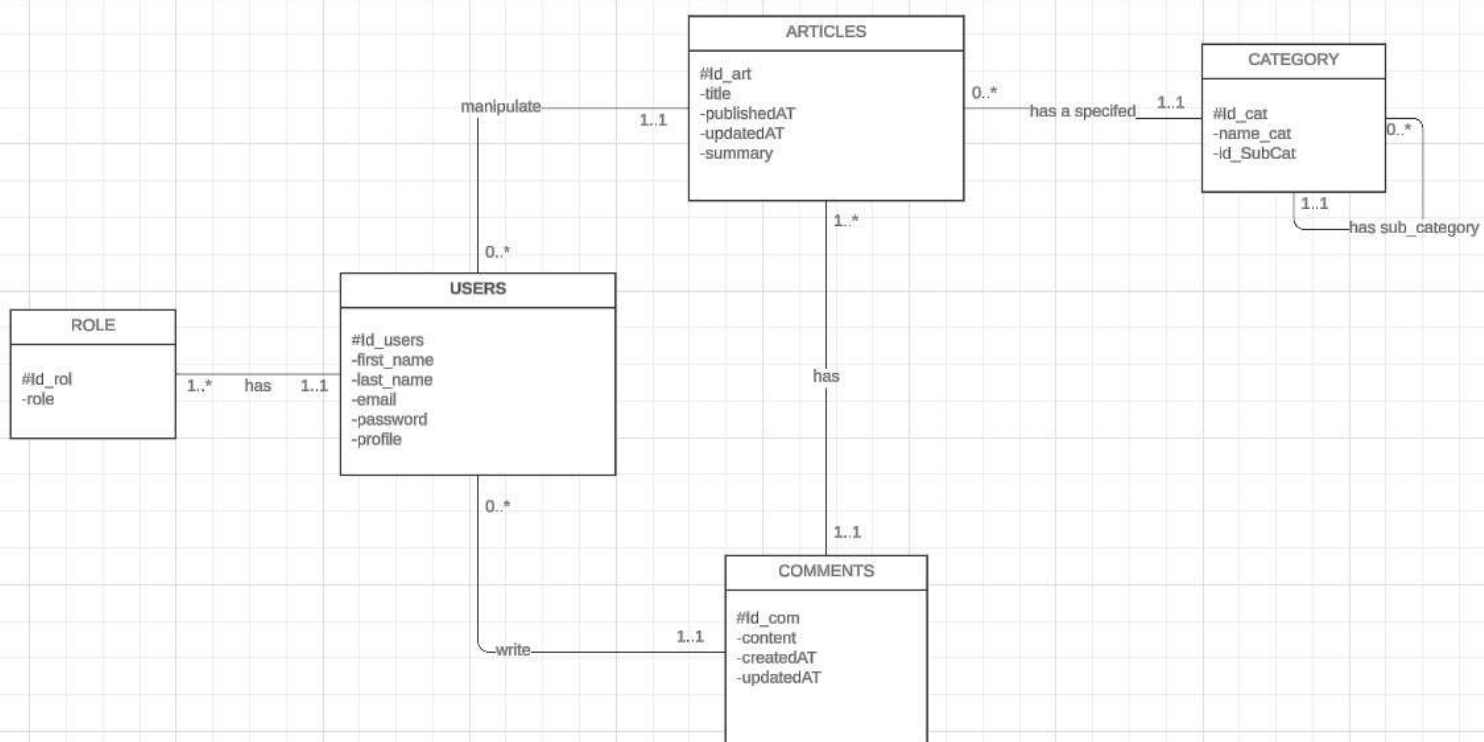 ARTICLES
#Id_art
-title
-publishedAT
-updatedAT
-summary
CATEGORY
#Id_cat
-name_cat
-id_SubCat
0..*
has a specifed
1..1
0..*
1..1
has sub_category
manipulate
1..1
0..*
1..*
USERS
#Id_users
-first_name
-last_name
-email
-password
-profile
ROLE
#Id_rol
-role
1..*
has
1..1
has
0..*
1..1
write
1..1
COMMENTS
#Id_com
-content
-createdAT
-updatedAT